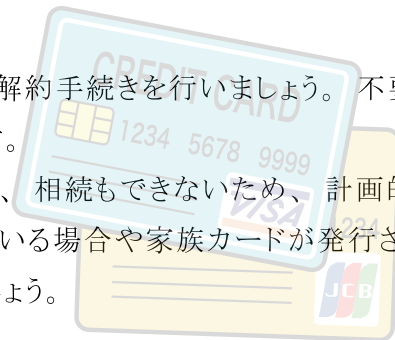 CREDIT CARD
解約手続きを行いましょう。 不
1234 5678 9999
。
、 相続もできないため、 計画的
VISA
いる場合や家族カードが発行さ
ょう。
JCB